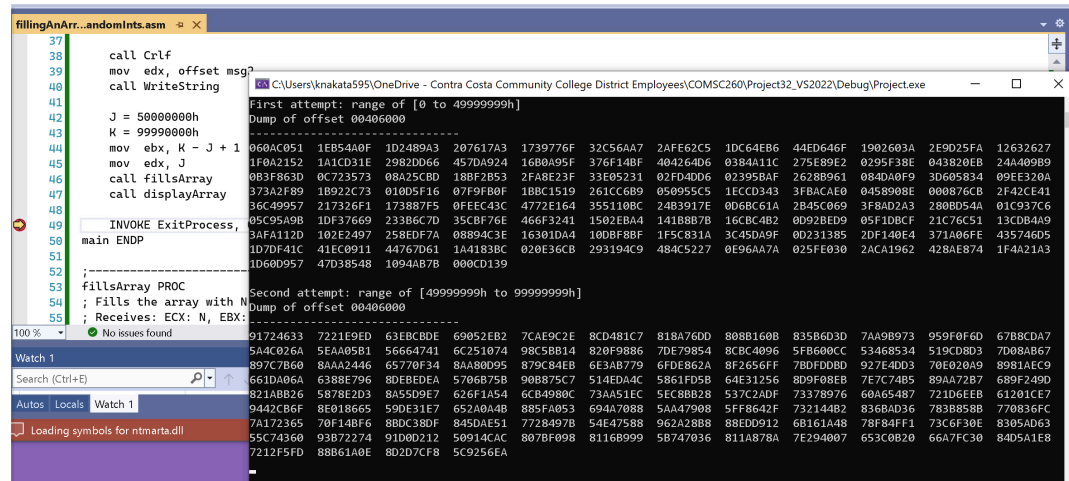 fillingAnArr...andomInts.asm
37
38 call Crlf
39 mov edx, offset msg2
40 call WriteString
41
42 J = 50000000h
43 K = 99990000h
44 mov ebx, K - J + 1
45 mov edx, J
46 call fillsArray
47 call displayArray
48
49 INVOKE ExitProcess,
50 main ENDP
51
52 ;-----------------------
53 fillsArray PROC
54 ; Fills the array with N
55 ; Receives: ECX: N, EBX:
100 % No issues found
Watch 1
Search (Ctrl+E)
Autos Locals Watch 1
Loading symbols for ntmarta.dll
C:\Users\knakata595\OneDrive - Contra Costa Community College District Employees\COMSC260\Project32_VS2022\Debug\Project.exe
First attempt: range of [0 to 49999999h]
Dump of offset 00406000
-------------------------------
060AC051 1EB54A0F 1D2489A3 207617A3 1739776F 32C56AA7 2AFE62C5 1DC64EB6 44ED646F 1902603A 2E9D25FA 12632627
1F0A2152 1A1CD31E 2982DD66 457DA924 16B0A95F 376F14BF 404264D6 0384A11C 275E89E2 0295F38E 043820EB 24A409B9
0B3F863D 0C723573 08A25CBD 18BF2B53 2FA8E23F 33E05231 02FD4DD6 02395BAF 2628B961 084DA0F9 3D605834 09EE320A
373A2F89 1B922C73 010D5F16 07F9FB0F 1BBC1519 261CC6B9 050955C5 1ECCD343 3FBACAE0 0458908E 000876CB 2F42CE41
36C49957 217326F1 173887F5 0FEEC43C 4772E164 355110BC 24B3917E 0D6BC61A 2B45C069 3F8AD2A3 280BD54A 01C937C6
05C95A9B 1DF37669 233B6C7D 35CBF76E 466F3241 1502EBA4 141B8B7B 16CBC4B2 0D92BED9 05F1DBCF 21C76C51 13CDB4A9
3AFA112D 102E2497 258EDF7A 08894C3E 16301DA4 10DBF8BF 1F5C831A 3C45DA9F 0D231385 2DF140E4 371A06FE 435746D5
1D7DF41C 41EC0911 44767D61 1A4183BC 020E36CB 293194C9 484C5227 0E96AA7A 025FE030 2ACA1962 428AE874 1F4A21A3
1D60D957 47D38548 1094AB7B 000CD139
Second attempt: range of [49999999h to 99999999h]
Dump of offset 00406000
-------------------------------
91724633 7221E9ED 63EBCBDE 69052EB2 7CAE9C2E 8CD481C7 818A76DD 808B160B 835B6D3D 7AA9B973 959F0F6D 67B8CDA7
5A4C026A 5EAA05B1 56664741 6C251074 98C5BB14 820F9886 7DE79854 8CBC4096 5FB600CC 53468534 519CD8D3 7D08AB67
897C7B60 8AAA2446 65770F34 8AA80D95 879C84EB 6E3AB779 6FDE862A 8F2656FF 7BDFDDBD 927E4DD3 70E020A9 8981AEC9
661DA06A 6388E796 8DEBEDEA 5706B75B 90B875C7 514EDA4C 5861FD5B 64E31256 8D9F08EB 7E7C74B5 89AA72B7 689F249D
821ABB26 5878E2D3 8A55D9E7 626F1A54 6CB4980C 73AA51EC 5EC8BB28 537C2ADF 73378976 60A65487 721D6EEB 61201CE7
9442CB6F 8E018665 59DE31E7 652A0A4B 885FA053 694A7088 5AA47908 5FF8642F 732144B2 836BAD36 783B858B 770836FC
7A172365 70F14BF6 8BDC38DF 845DAE51 7728497B 54E47588 962A28B8 88EDD912 6B161A48 78F84FF1 73C6F30E 8305AD63
55C74360 93B72274 91D0D212 50914CAC 807BF098 8116B999 5B747036 811A878A 7E294007 653C0B20 66A7FC30 84D5A1E8
7212F5FD 88B61A0E 8D2D7CF8 5C9256EA